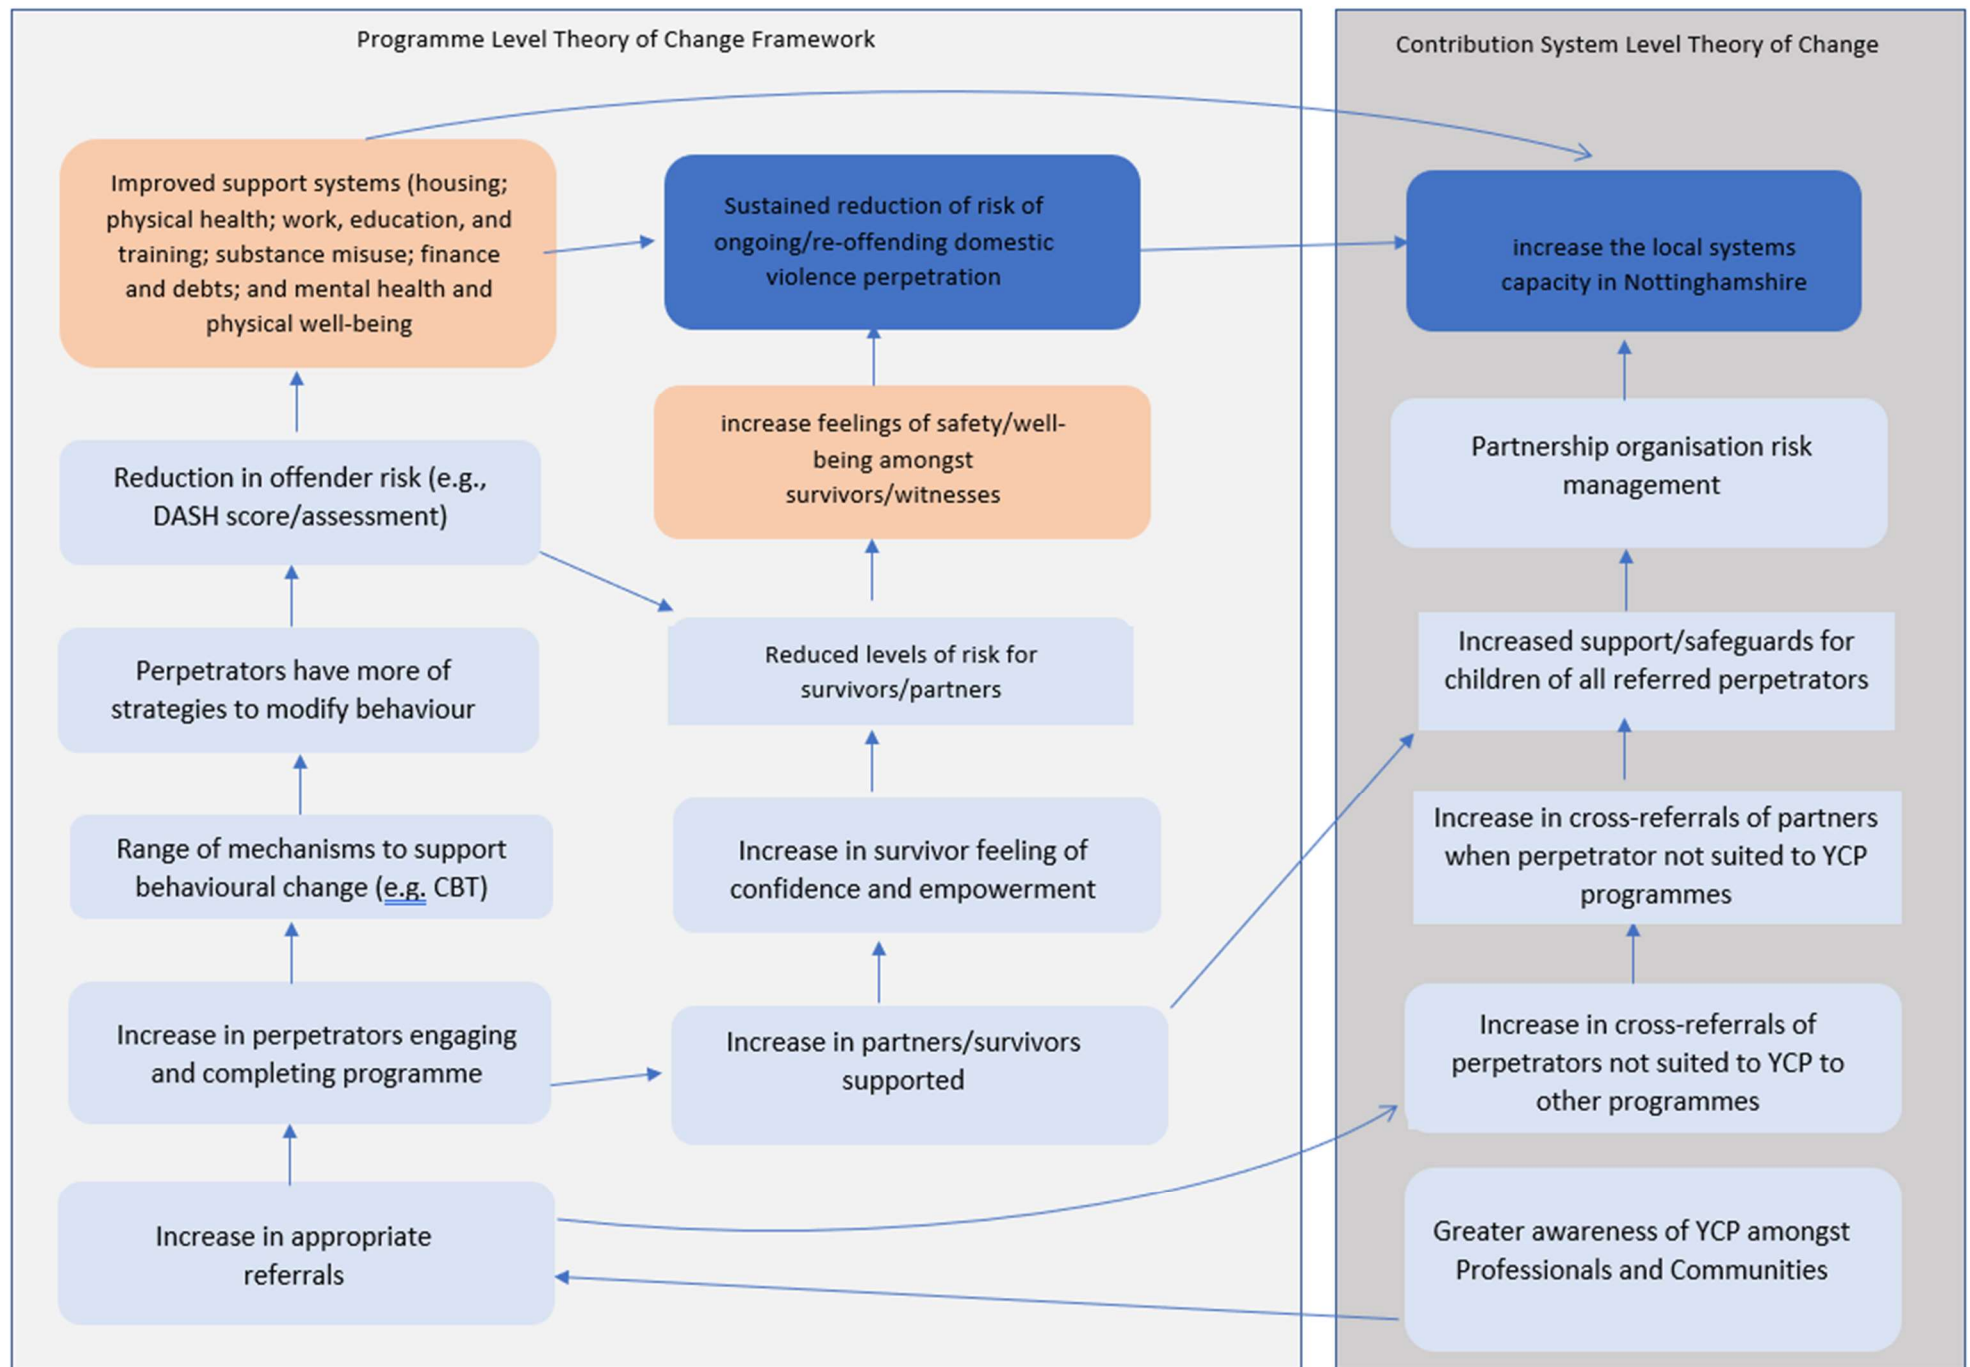 Programme Level Theory of Change Framework
Contribution System Level Theory of Change
Improved support systems (housing;
physical health; work, education, and
training; substance misuse; finance
and debts; and mental health and
physical well-being
Sustained reduction of risk of
ongoing/re-offending domestic
violence perpetration
increase the local systems
capacity in Nottinghamshire
increase feelings of safety/well-
being amongst
survivors/witnesses
Partnership organisation risk
management
Reduction in offender risk (e.g.,
DASH score/assessment)
Reduced levels of risk for
survivors/partners
Increased support/safeguards for
children of all referred perpetrators
Perpetrators have more of
strategies to modify behaviour
Range of mechanisms to support
behavioural change (e.g. CBT)
Increase in survivor feeling of
confidence and empowerment
Increase in cross-referrals of partners
when perpetrator not suited to YCP
programmes
Increase in perpetrators engaging
and completing programme
Increase in partners/survivors
supported
Increase in cross-referrals of
perpetrators not suited to YCP to
other programmes
Increase in appropriate
referrals
Greater awareness of YCP amongst
Professionals and Communities